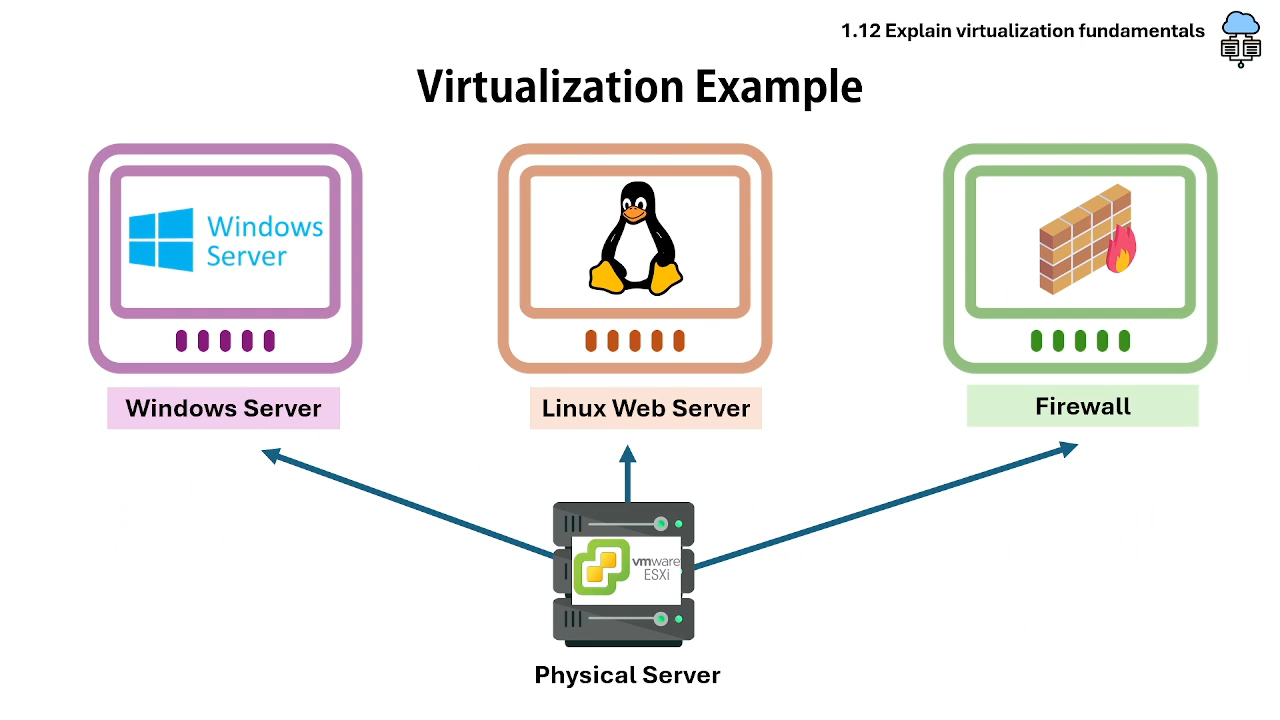 1.12 Explain virtualization fundamentals
Virtualization Example
Windows
Server
Windows Server
Linux Web Server
Firewall
vmware
ESXi
Physical Server